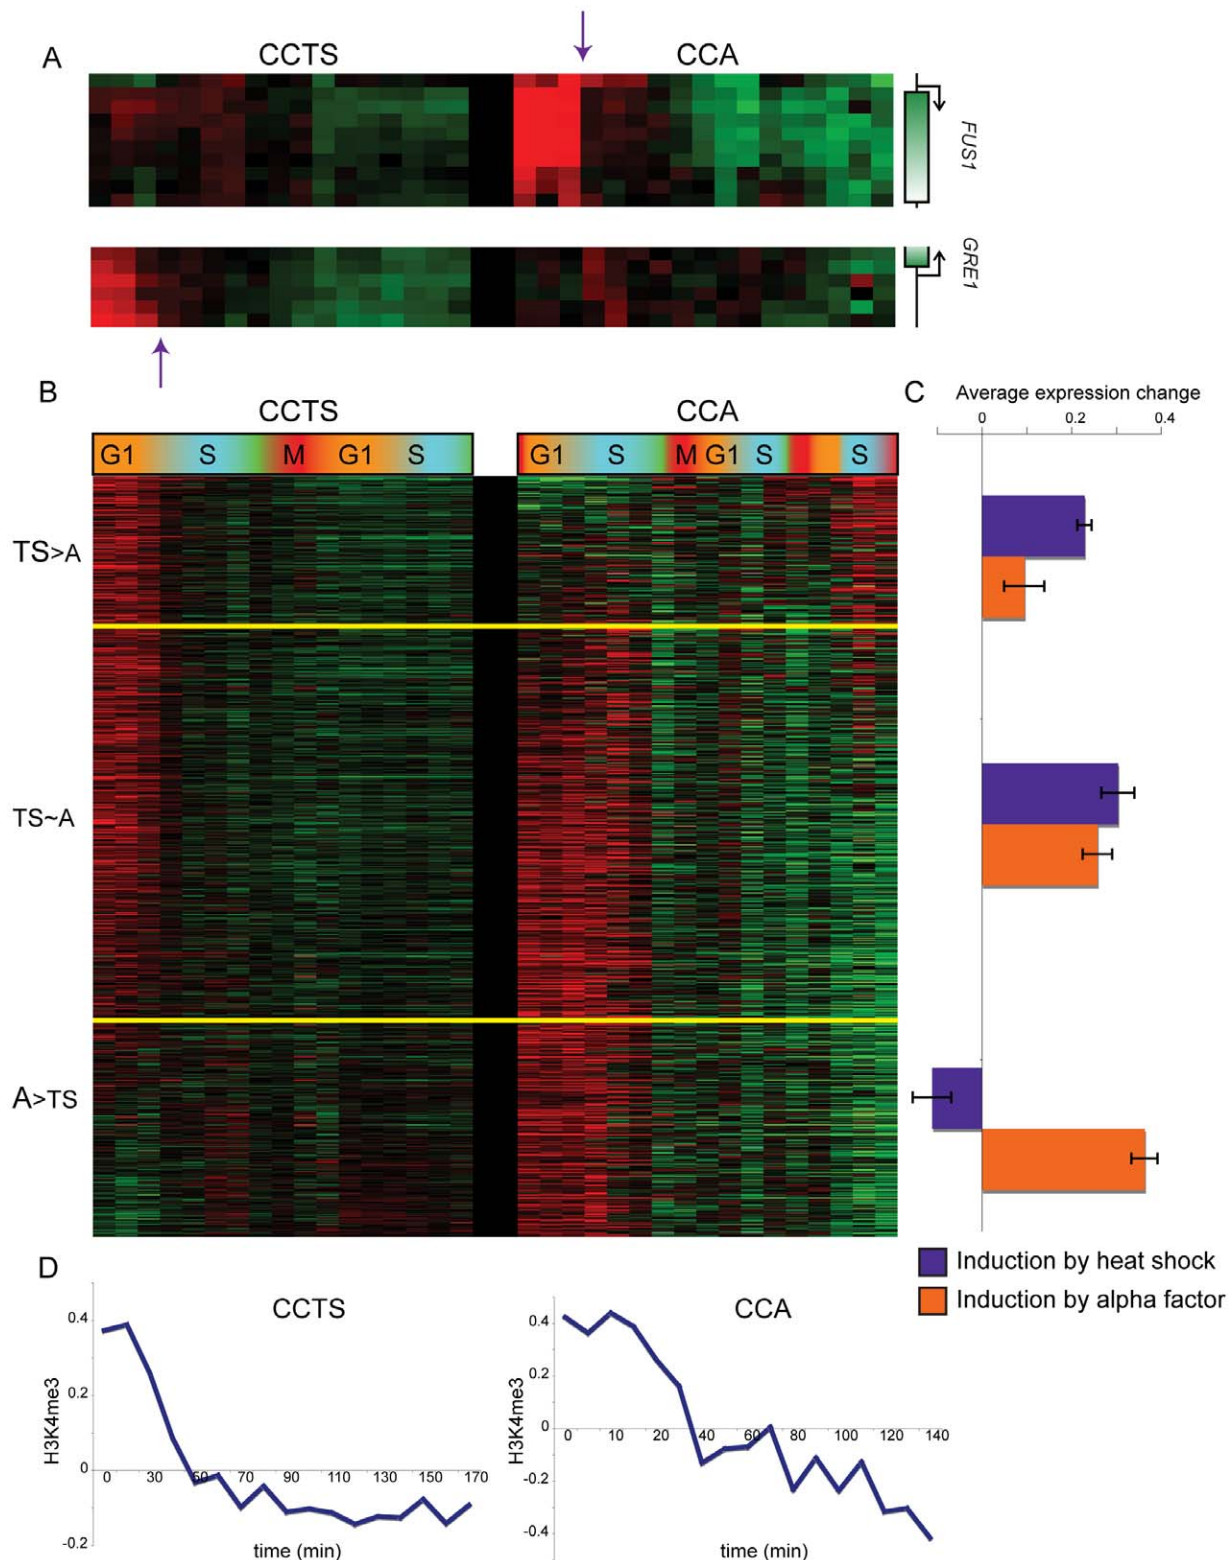 A
CCTS
CCA
FUS1
GRE1
B
CCTS
CCA
G1 S M G1 S
G1 S M G1 S S
TS>A
TS~A
A>TS
C
Average expression change
0 0.2 0.4
Induction by heat shock
Induction by alpha factor
D
CCTS
H3K4me3
0.4
0.2
0
-0.2
0 30 50 70 90 110 130 150 170
time (min)
CCA
H3K4me3
0.4
0.2
0
-0.2
-0.4
0 10 20 40 60 80 100 120 140
time (min)